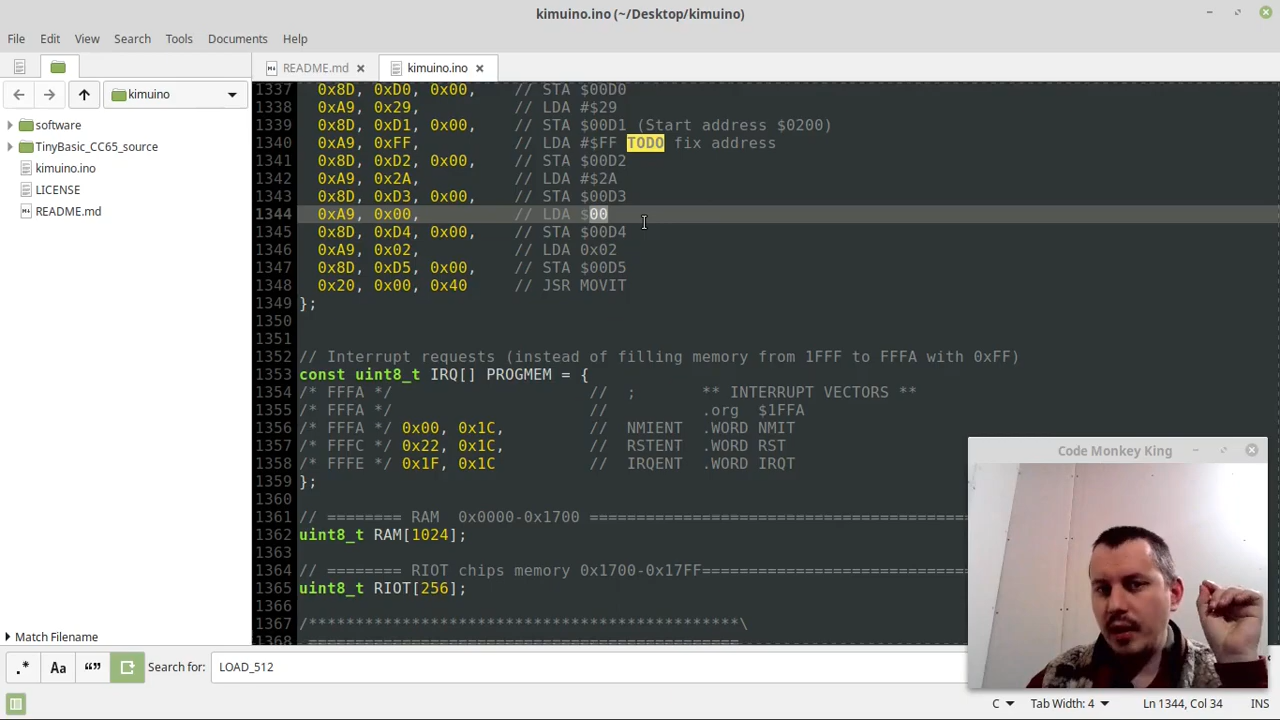 kimuino.ino (~/Desktop/kimuino)
File Edit View Search Tools Documents Help
README.md kimuino.ino
kimuino
software
TinyBasic_CC65_source
kimuino.ino
LICENSE
README.md
Match Filename
1337 0x8D, 0xD0, 0x00, // STA $00D0
1338 0xA9, 0x29, // LDA #$29
1339 0x8D, 0xD1, 0x00, // STA $00D1 (Start address $0200)
1340 0xA9, 0xFF, // LDA #$FF TODO fix address
1341 0x8D, 0xD2, 0x00, // STA $00D2
1342 0xA9, 0x2A, // LDA #$2A
1343 0x8D, 0xD3, 0x00, // STA $00D3
1344 0xA9, 0x00, // LDA $00
1345 0x8D, 0xD4, 0x00, // STA $00D4
1346 0xA9, 0x02, // LDA 0x02
1347 0x8D, 0xD5, 0x00, // STA $00D5
1348 0x20, 0x00, 0x40 // JSR MOVIT
1349 };
1350
1351
1352 // Interrupt requests (instead of filling memory from 1FFF to FFFA with 0xFF)
1353 const uint8_t IRQ[] PROGMEM = {
1354 /* FFFA */ // ; ** INTERRUPT VECTORS **
1355 /* FFFA */ // .org $1FFA
1356 /* FFFA */ 0x00, 0x1C, // NMIENT .WORD NMIT
1357 /* FFFC */ 0x22, 0x1C, // RSTENT .WORD RST
1358 /* FFFE */ 0x1F, 0x1C // IRQENT .WORD IRQT
1359 };
1360
1361 // ======== RAM 0x0000-0x1700 ========================================
1362 uint8_t RAM[1024];
1363
1364 // ======== RIOT chips memory 0x1700-0x17FF============================
1365 uint8_t RIOT[256];
1366
1367 /*******************************************\
1368 ==============================================
Code Monkey King
.* Aa “” Search for: LOAD_512
C Tab Width: 4 Ln 1344, Col 34 INS